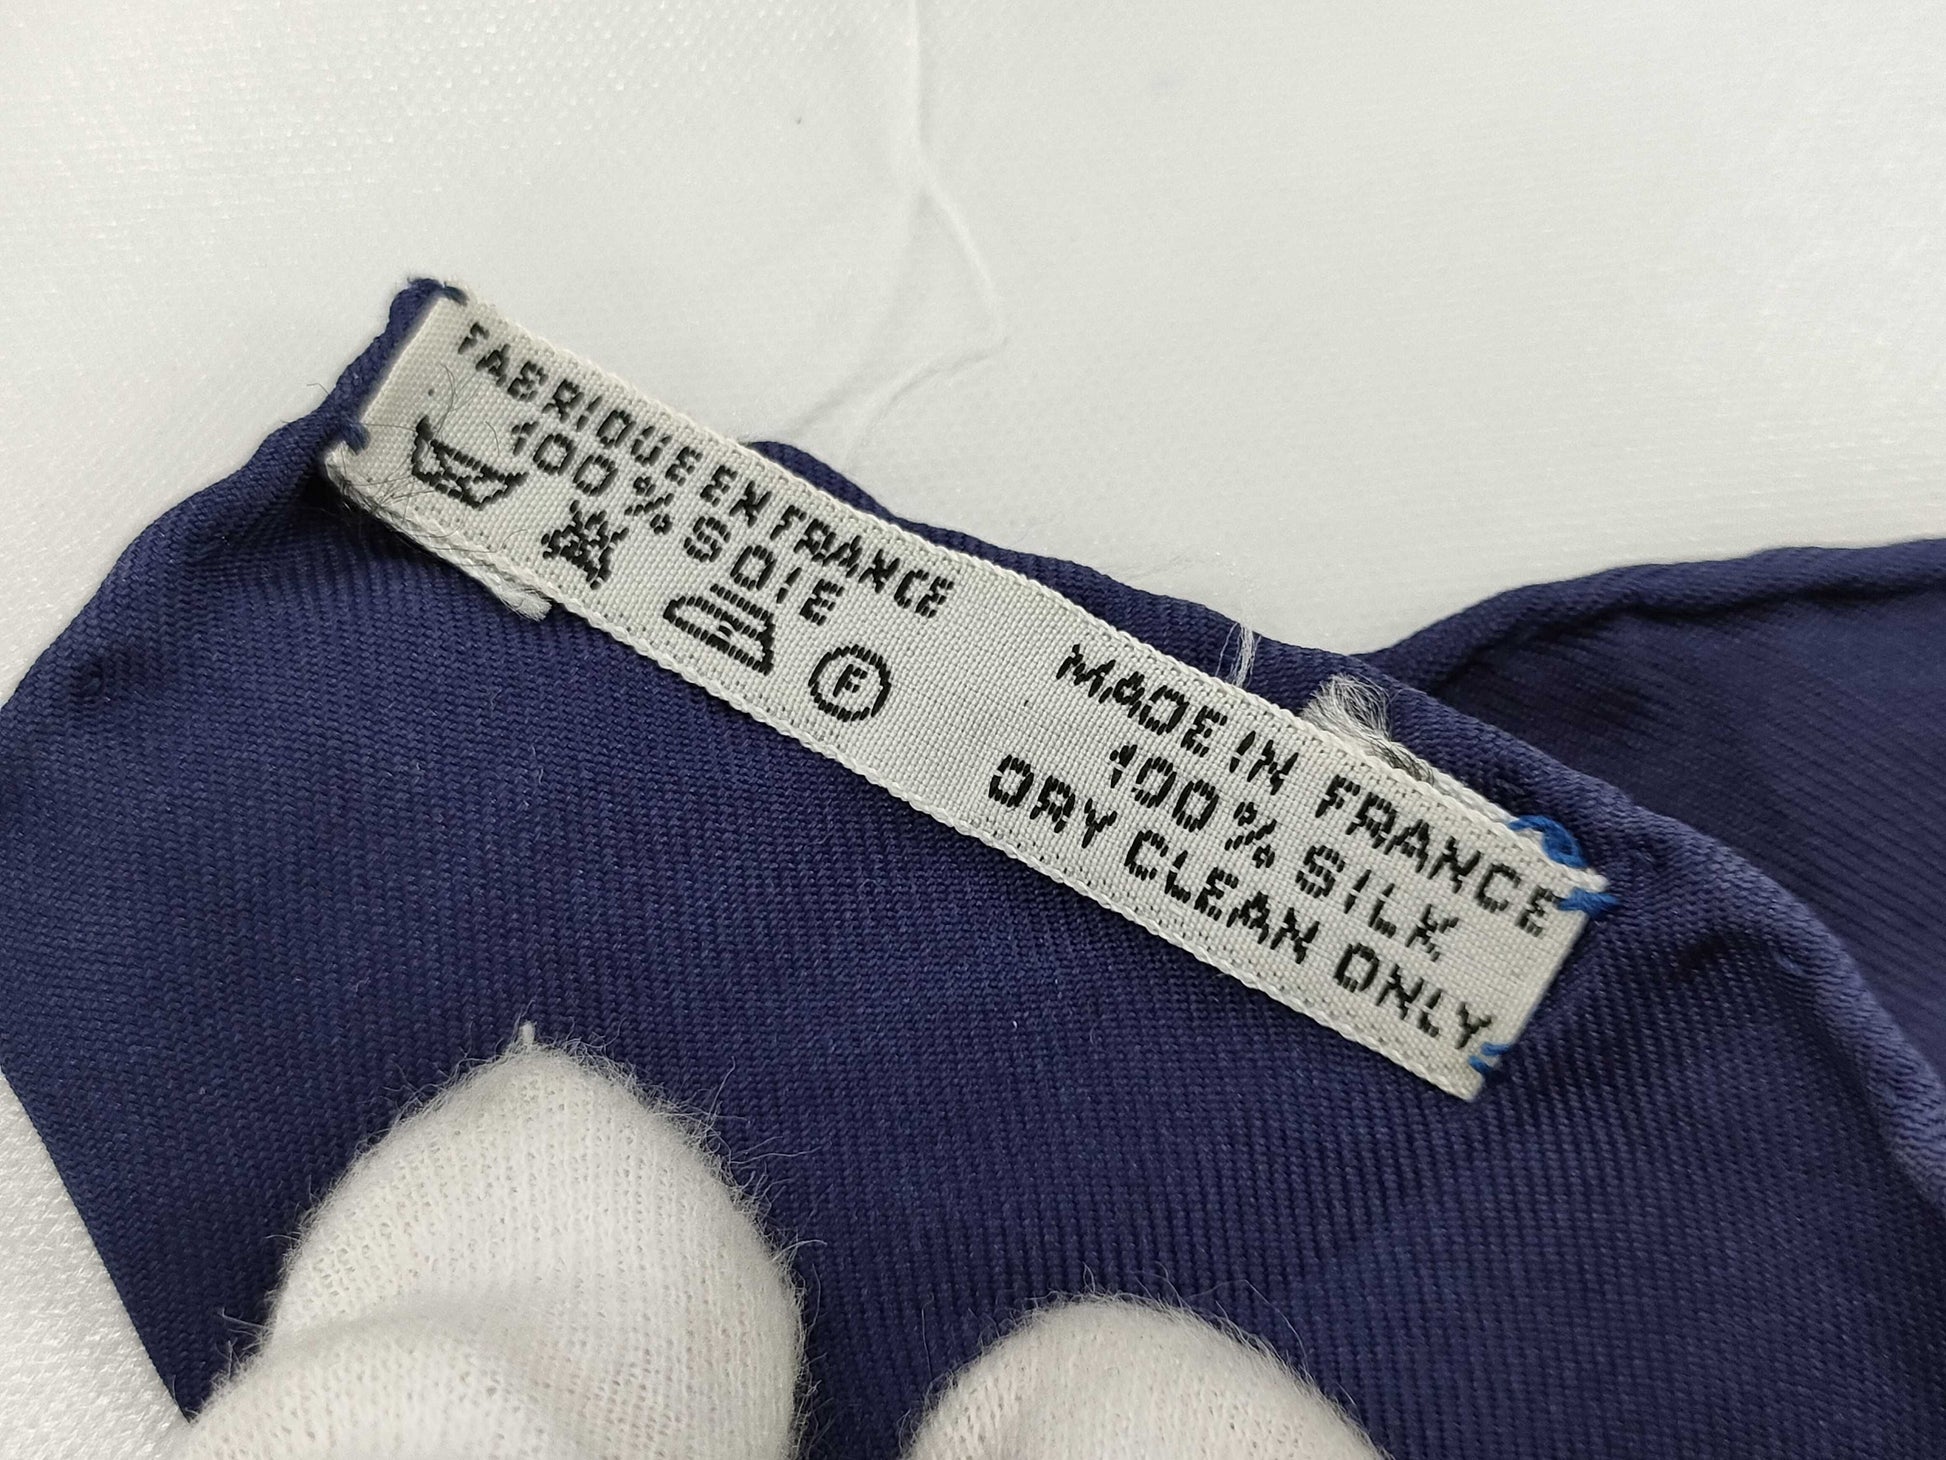 FABRIQUE EN FRANCE
100% SOIE
F
MADE IN FRANCE
100% SILK
DRY CLEAN ONLY